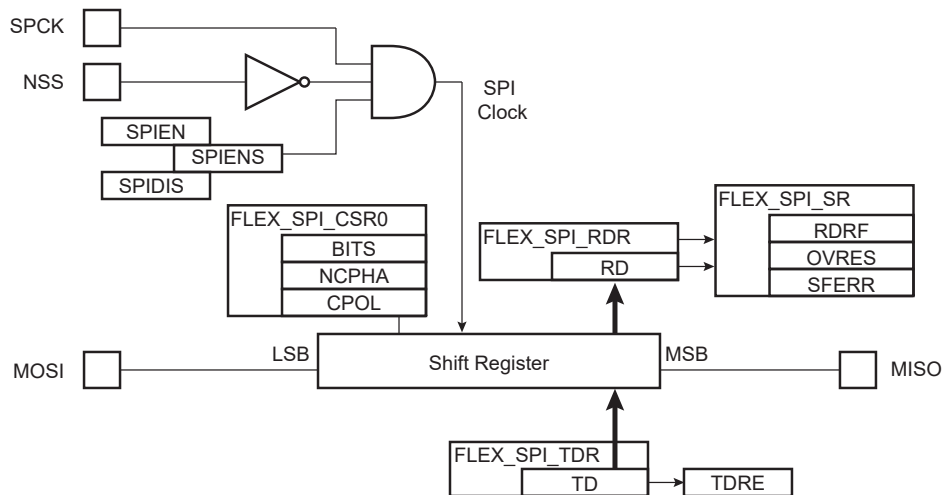 SPCK
NSS
SPI
Clock
SPIEN
SPIENS
SPIDIS
FLEX_SPI_CSR0
BITS
NCPHA
CPOL
FLEX_SPI_RDR
RD
FLEX_SPI_SR
RDRF
OVRES
SFERR
MOSI
LSB
Shift Register
MSB
MISO
FLEX_SPI_TDR
TD
TDRE